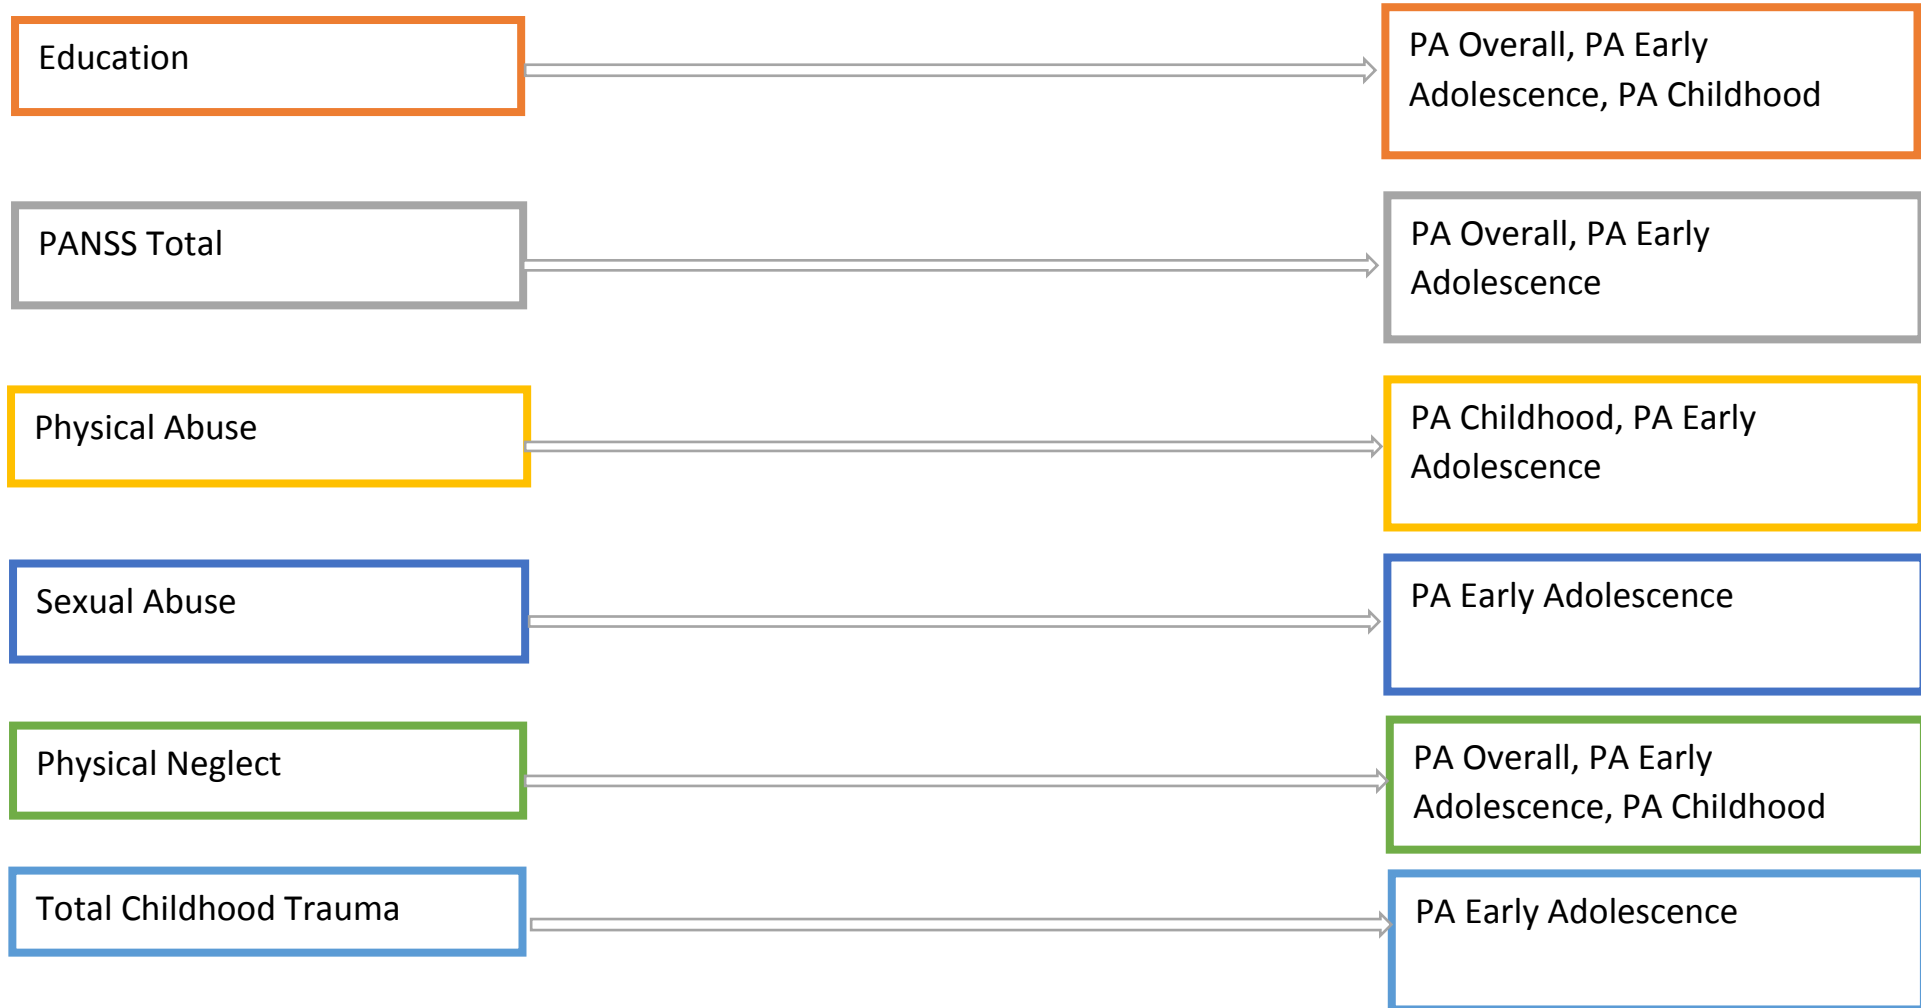 Education
PA Overall, PA Early
Adolescence, PA Childhood
PANSS Total
PA Overall, PA Early
Adolescence
Physical Abuse
PA Childhood, PA Early
Adolescence
Sexual Abuse
PA Early Adolescence
Physical Neglect
PA Overall, PA Early
Adolescence, PA Childhood
Total Childhood Trauma
PA Early Adolescence